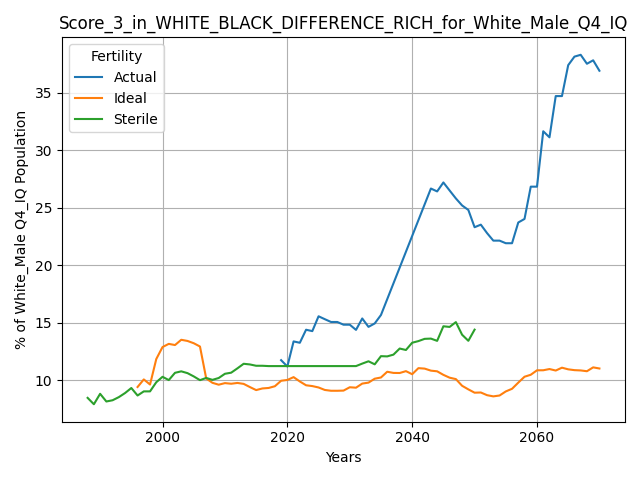 Score_3_in_WHITE_BLACK_DIFFERENCE_RICH_for_White_Male_Q4_IQ
Fertility
Actual
Ideal
Sterile
% of White_Male Q4_IQ Population
35
30
25
20
15
10
2000
2020
2040
2060
Years